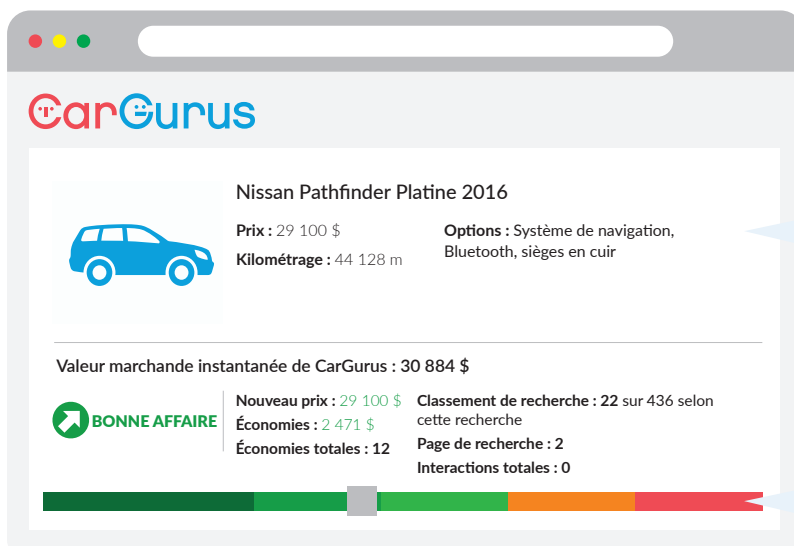 CarGurus
Nissan Pathfinder Platine 2016
Prix : 29 100 $
Kilométrage : 44 128 m
Options : Système de navigation,
Bluetooth, sièges en cuir
Valeur marchande instantanée de CarGurus : 30 884 $
BONNE AFFAIRE
Nouveau prix : 29 100 $
Économies : 2 471 $
Économies totales : 12
Classement de recherche : 22 sur 436 selon
cette recherche
Page de recherche : 2
Interactions totales : 0